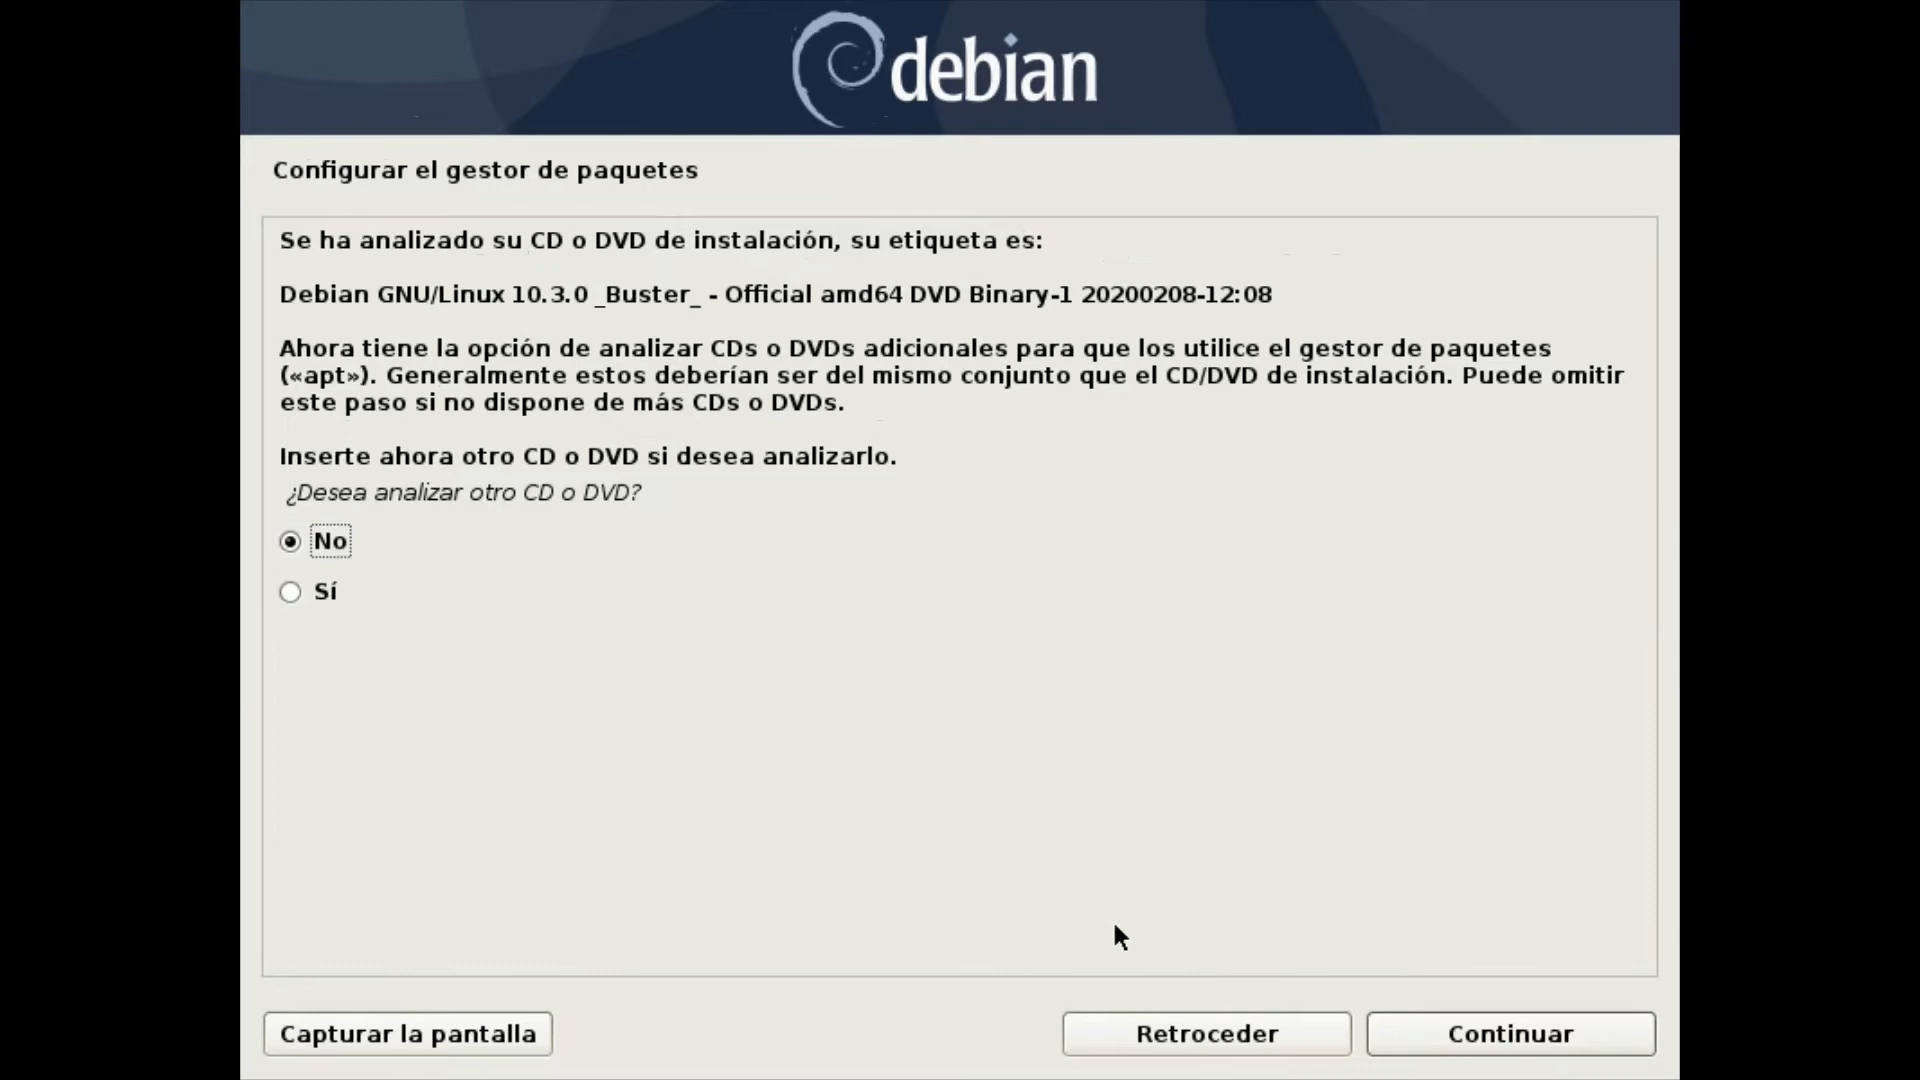 debian
Configurar el gestor de paquetes
Se ha analizado su CD o DVD de instalación, su etiqueta es:
Debian GNU/Linux 10.3.0 _Buster_ - Official amd64 DVD Binary-1 20200208-12:08
Ahora tiene la opción de analizar CDs o DVDs adicionales para que los utilice el gestor de paquetes
(«apt»). Generalmente estos deberían ser del mismo conjunto que el CD/DVD de instalación. Puede omitir
este paso si no dispone de más CDs o DVDs.
Inserte ahora otro CD o DVD si desea analizarlo.
¿Desea analizar otro CD o DVD?
No
Sí
Capturar la pantalla
Retroceder
Continuar